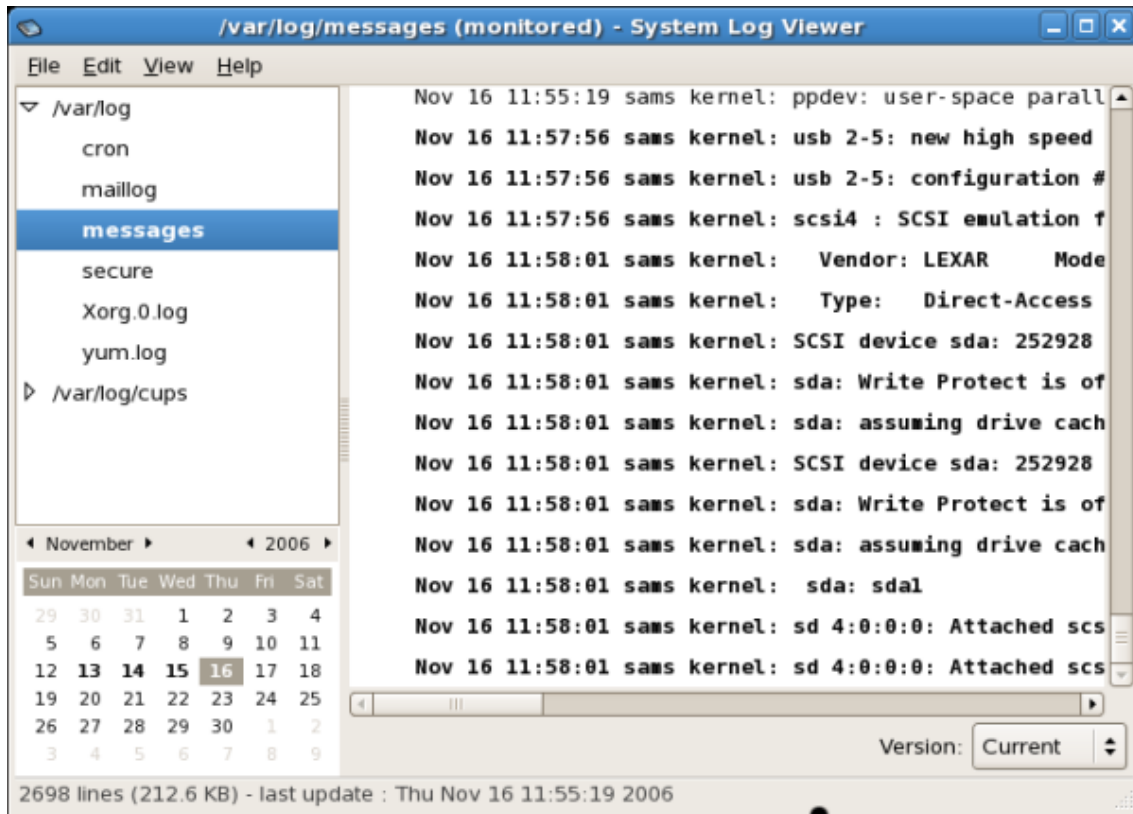 /var/log/messages (monitored) - System Log Viewer
File Edit View Help
/var/log
cron
maillog
messages
secure
Xorg.0.log
yum.log
/var/log/cups
November 2006
Sun Mon Tue Wed Thu Fri Sat
29 30 31 1 2 3 4
5 6 7 8 9 10 11
12 13 14 15 16 17 18
19 20 21 22 23 24 25
26 27 28 29 30 1 2
3 4 5 6 7 8 9
Nov 16 11:55:19 sams kernel: ppdev: user-space parall
Nov 16 11:57:56 sams kernel: usb 2-5: new high speed
Nov 16 11:57:56 sams kernel: usb 2-5: configuration #
Nov 16 11:57:56 sams kernel: scsi4 : SCSI emulation f
Nov 16 11:58:01 sams kernel: Vendor: LEXAR Mode
Nov 16 11:58:01 sams kernel: Type: Direct-Access
Nov 16 11:58:01 sams kernel: SCSI device sda: 252928
Nov 16 11:58:01 sams kernel: sda: Write Protect is of
Nov 16 11:58:01 sams kernel: sda: assuming drive cach
Nov 16 11:58:01 sams kernel: SCSI device sda: 252928
Nov 16 11:58:01 sams kernel: sda: Write Protect is of
Nov 16 11:58:01 sams kernel: sda: assuming drive cach
Nov 16 11:58:01 sams kernel: sda: sda1
Nov 16 11:58:01 sams kernel: sd 4:0:0:0: Attached scs
Nov 16 11:58:01 sams kernel: sd 4:0:0:0: Attached scs
Version: Current
2698 lines (212.6 KB) - last update : Thu Nov 16 11:55:19 2006